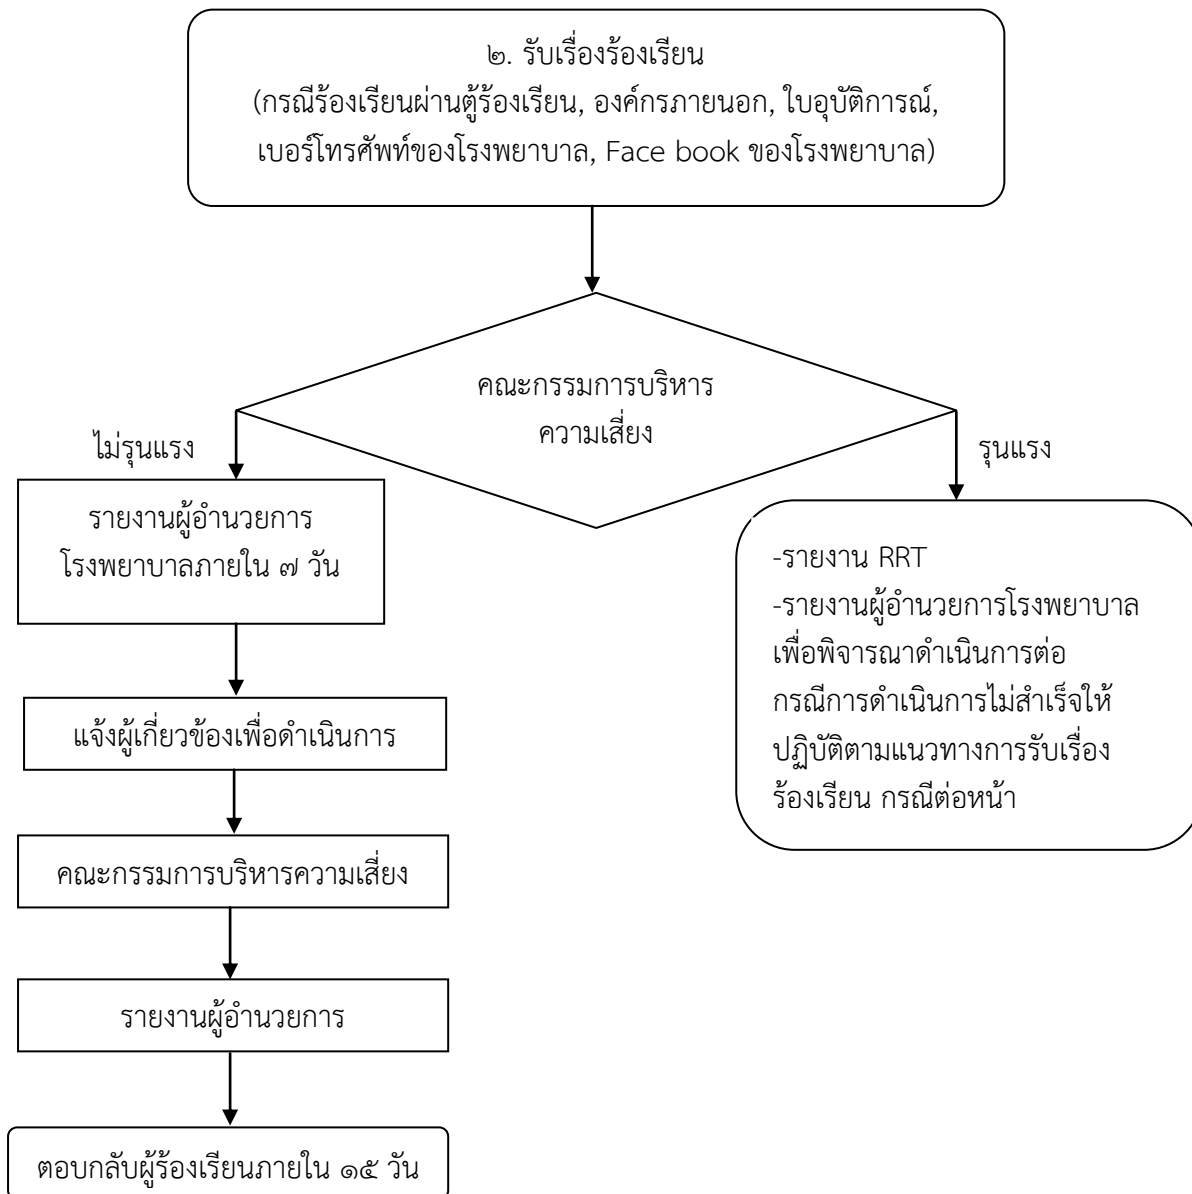 ๒. รับเรื่องร้องเรียน
(กรณีร้องเรียนผ่านตู้ร้องเรียน, องค์กรภายนอก, ใบอุบัติการณ์,
เบอร์โทรศัพท์ของโรงพยาบาล, Face book ของโรงพยาบาล)
คณะกรรมการบริหาร
ความเสี่ยง
ไม่รุนแรง
รุนแรง
รายงานผู้อำนวยการ
โรงพยาบาลภายใน ๗ วัน
-รายงาน RRT
-รายงานผู้อำนวยการโรงพยาบาล
เพื่อพิจารณาดำเนินการต่อ
กรณีการดำเนินการไม่สำเร็จให้
ปฏิบัติตามแนวทางการรับเรื่อง
ร้องเรียน กรณีต่อหน้า
แจ้งผู้เกี่ยวข้องเพื่อดำเนินการ
คณะกรรมการบริหารความเสี่ยง
รายงานผู้อำนวยการ
ตอบกลับผู้ร้องเรียนภายใน ๑๕ วัน